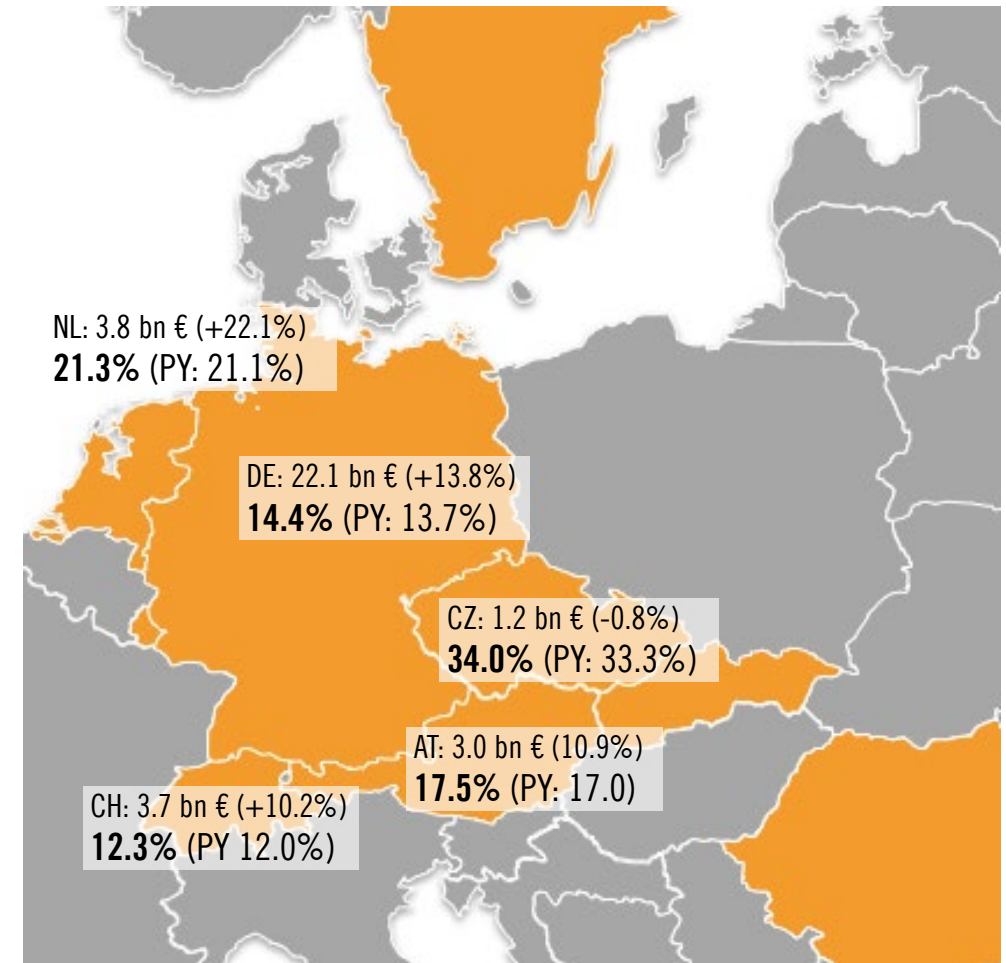 NL: 3.8 bn € (+22.1%)
21.3% (PY: 21.1%)
DE: 22.1 bn € (+13.8%)
14.4% (PY: 13.7%)
CZ: 1.2 bn € (-0.8%)
34.0% (PY: 33.3%)
AT: 3.0 bn € (10.9%)
17.5% (PY: 17.0)
CH: 3.7 bn € (+10.2%)
12.3% (PY 12.0%)